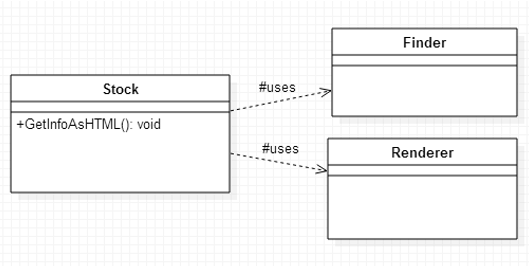 Finder
Stock
#uses
+GetInfoAsHTML(): void
#uses
Renderer